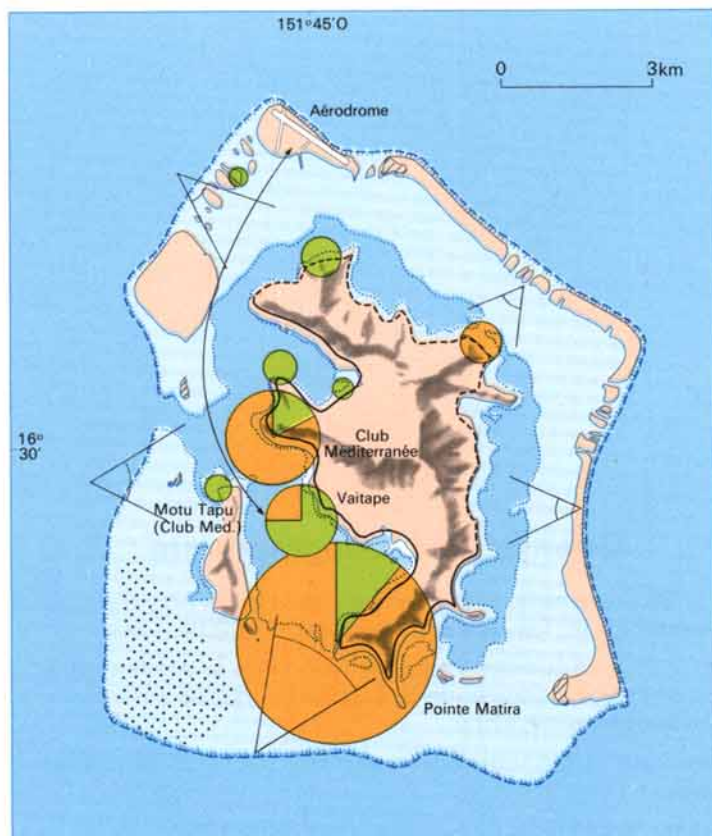 151°45'O
0 3km
Aérodrome
16°
30'
Club
Méditerranée
Vaitape
Motu Tapu
(Club Med.)
Pointe Matira